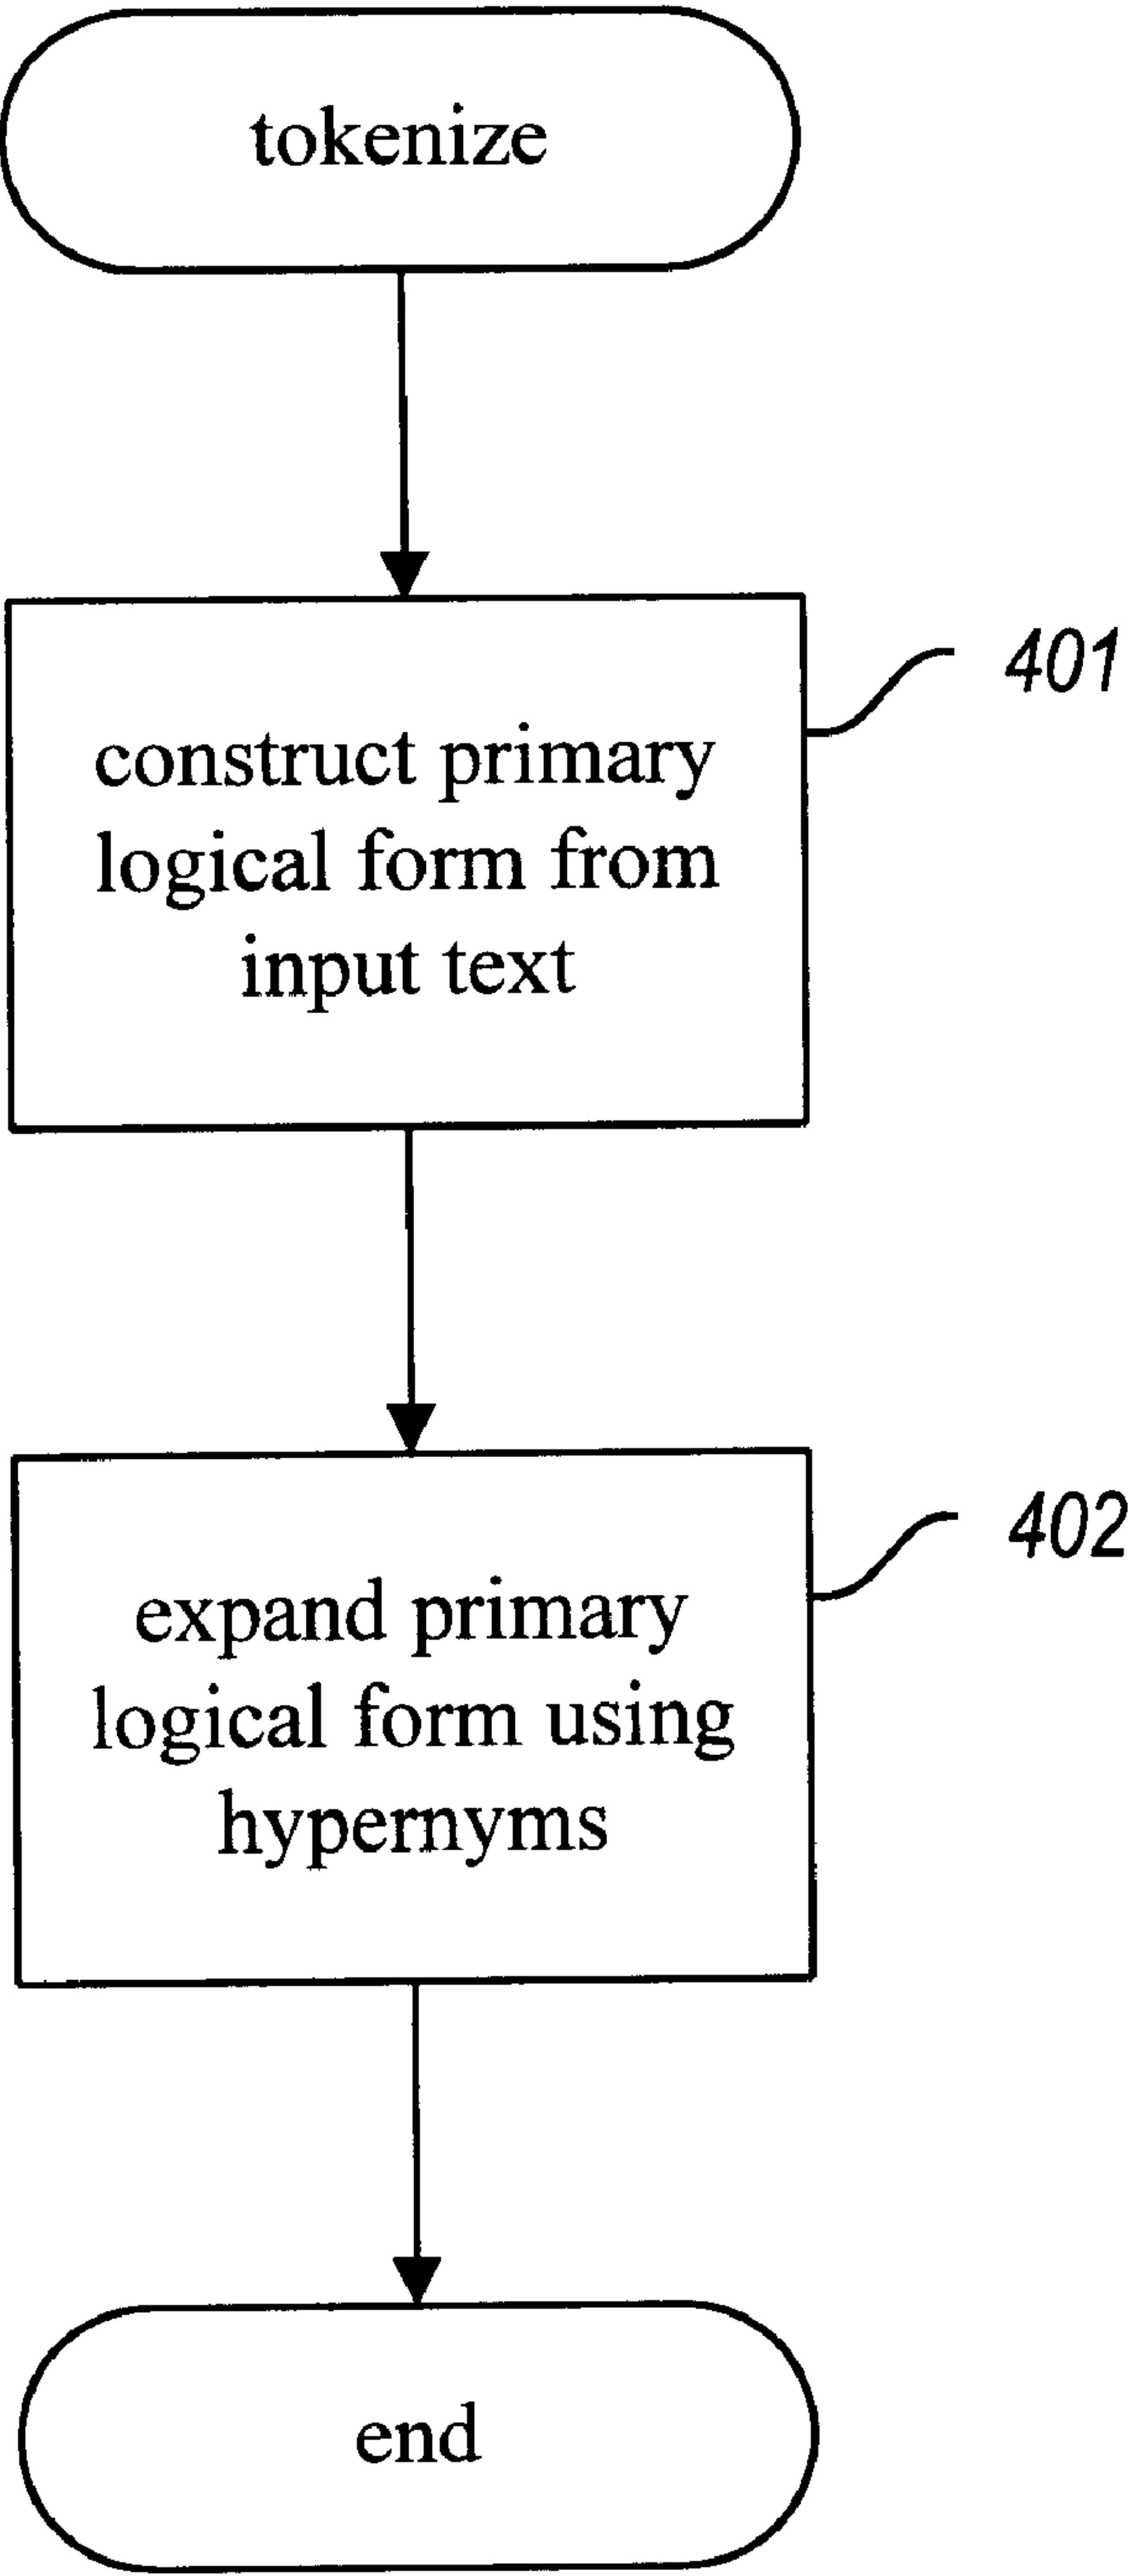 tokenize
401
construct primary
logical form from
input text
402
expand primary
logical form using
hypernyms
end